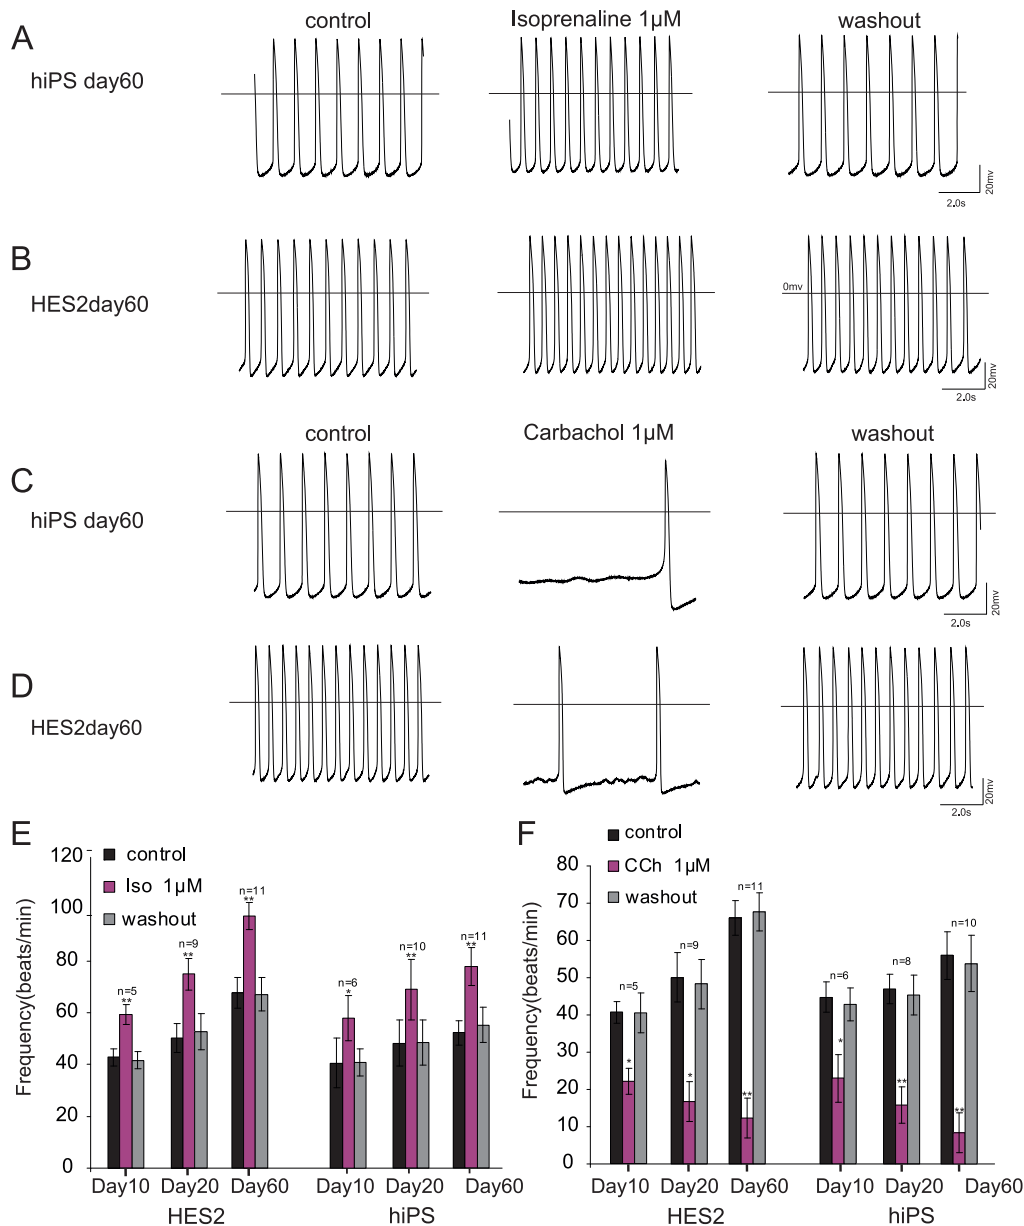 A
control
Isoprenaline 1µM
washout
hiPS day60
20mv
2.0s
B
HES2day60
0mv
20mv
2.0s
control
Carbachol 1µM
washout
C
hiPS day60
20mv
2.0s
D
HES2day60
20mv
2.0s
E
Frequency(beats/min)
120
100
80
60
40
20
0
control
Iso 1µM
washout
n=5
**
n=9
**
n=11
**
n=6
*
n=10
**
n=11
**
Day10 Day20 Day60 Day10 Day20 Day60
HES2 hiPS
F
Frequency(beats/min)
80
70
60
50
40
30
20
10
0
control
CCh 1µM
washout
n=5
*
n=9
*
n=11
**
n=6
*
n=8
**
n=10
**
Day10 Day20 Day60 Day10 Day20 Day60
HES2 hiPS